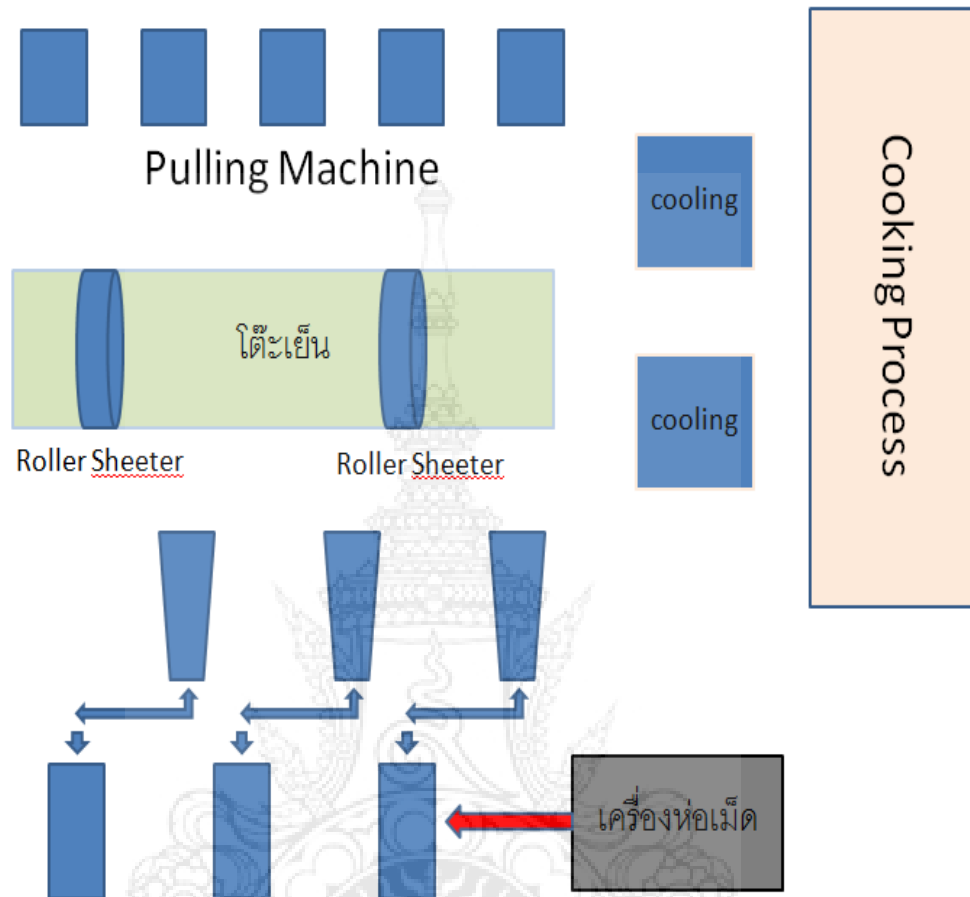 Pulling Machine
cooling
Cooking Process
โต๊ะเย็น
cooling
Roller Sheeter
Roller Sheeter
เครื่องห่อเม็ด